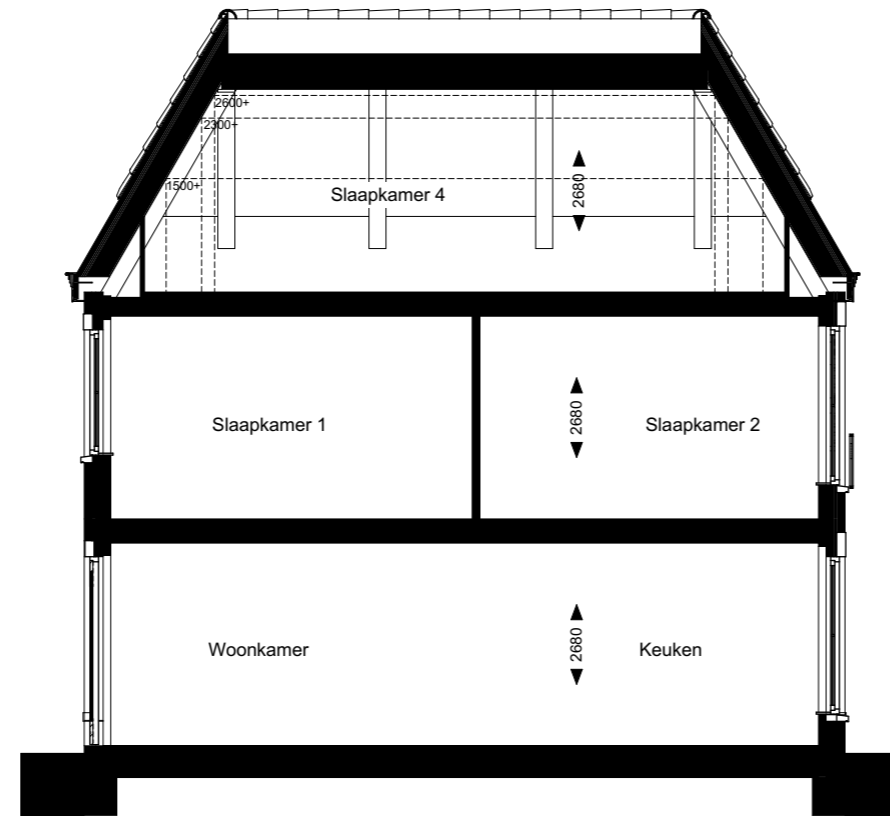 2600+
2300+
1500+
Slaapkamer 4
2680
Slaapkamer 1
2680
Slaapkamer 2
Woonkamer
2680
Keuken